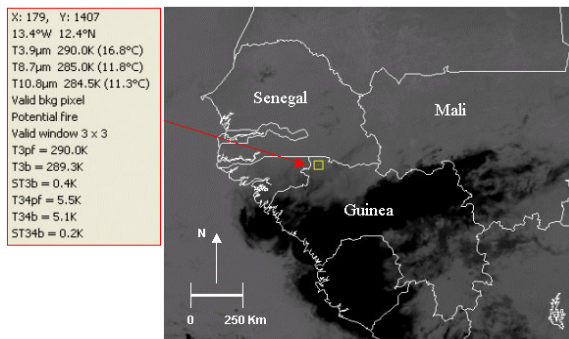 X: 179, Y: 1407
13.4°W 12.4°N
T3.9µm 290.0K (16.8°C)
T8.7µm 285.0K (11.8°C)
T10.8µm 284.5K (11.3°C)
Valid bkg pixel
Potential fire
Valid window 3 x 3
T3pf = 290.0K
T3b = 289.3K
ST3b = 0.4K
T34pf = 5.5K
T34b = 5.1K
ST34b = 0.2K
Senegal
Mali
Guinea
N
0 250 Km